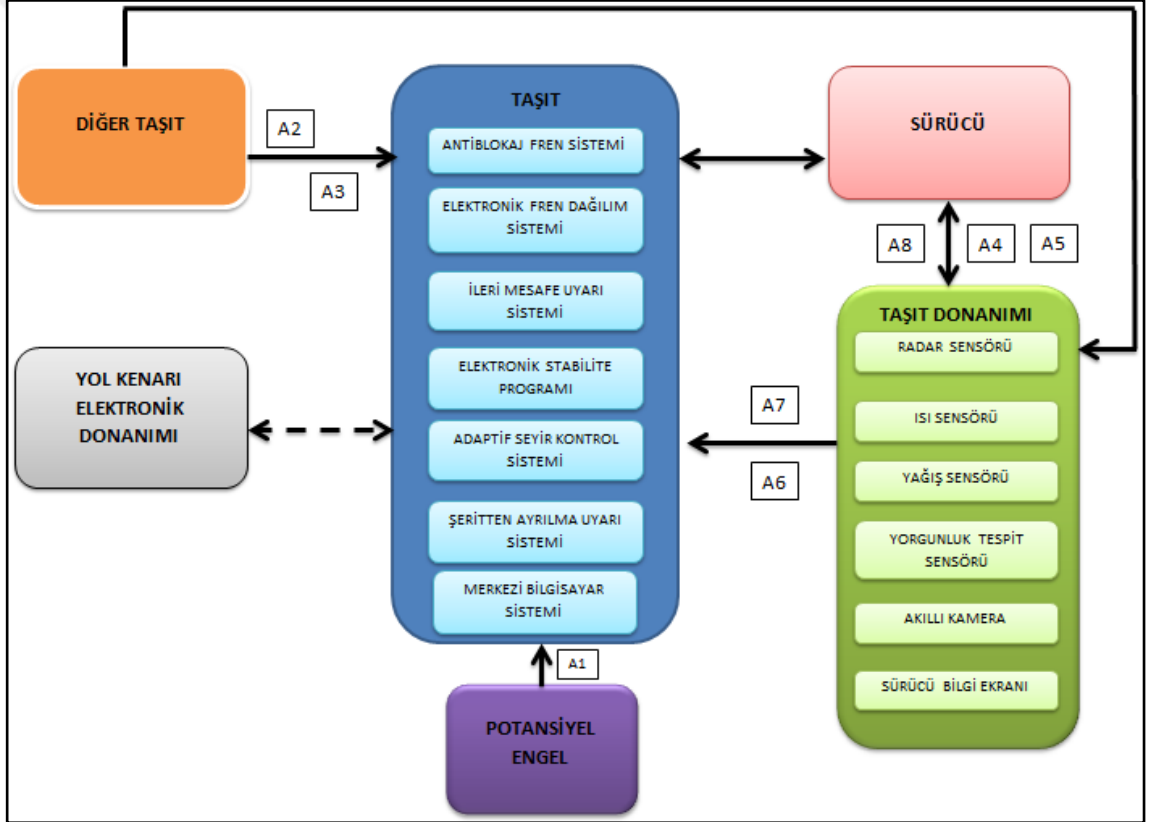 DİĞER TAŞIT
A2
A3
TAŞIT
ANTİBLOKAJ FREN SİSTEMİ
ELEKTRONİK FREN DAĞILIM
SİSTEMİ
İLERİ MESAFE UYARI
SİSTEMİ
ELEKTRONİK STABİLİTE
PROGRAMI
ADAPTİF SEYİR KONTROL
SİSTEMİ
ŞERİTTEN AYRILMA UYARI
SİSTEMİ
MERKEZİ BİLGİSAYAR
SİSTEMİ
SÜRÜCÜ
A8
A4
A5
TAŞIT DONANIMI
RADAR SENSÖRÜ
ISI SENSÖRÜ
YAĞIŞ SENSÖRÜ
YORGUNLUK TESPİT
SENSÖRÜ
AKILLI KAMERA
SÜRÜCÜ BİLGİ EKRANI
YOL KENARI
ELEKTRONİK
DONANIMI
A7
A6
A1
POTANSİYEL
ENGEL